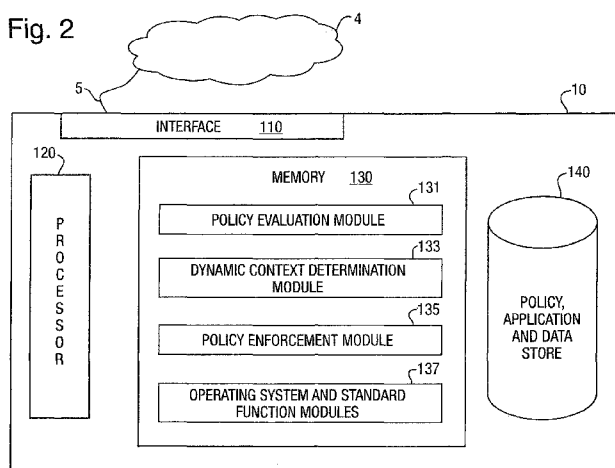 Fig. 2
4
5
10
INTERFACE 110
120
PROCESSOR
MEMORY 130
131
POLICY EVALUATION MODULE
133
DYNAMIC CONTEXT DETERMINATION
MODULE
135
POLICY ENFORCEMENT MODULE
137
OPERATING SYSTEM AND STANDARD
FUNCTION MODULES
140
POLICY,
APPLICATION
AND DATA
STORE